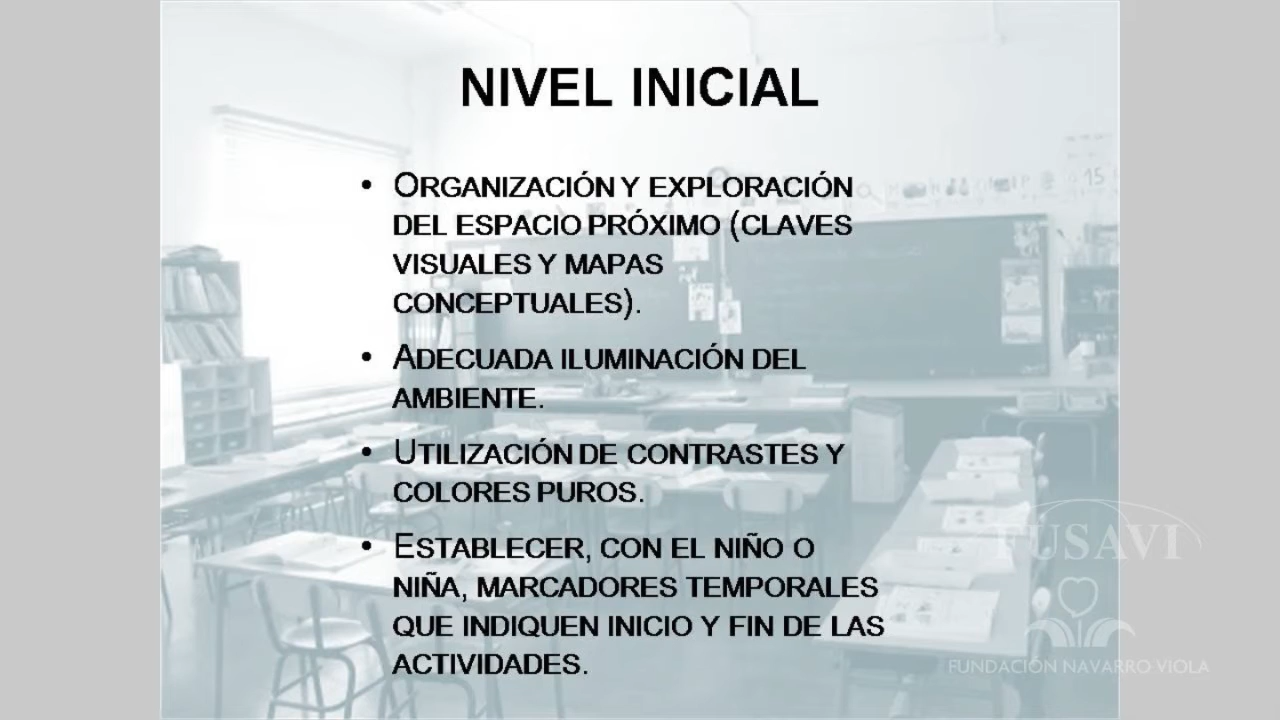 NIVEL INICIAL
• ORGANIZACIÓN Y EXPLORACIÓN
DEL ESPACIO PRÓXIMO (CLAVES
VISUALES Y MAPAS
CONCEPTUALES).
• ADECUADA ILUMINACIÓN DEL
AMBIENTE.
• UTILIZACIÓN DE CONTRASTES Y
COLORES PUROS.
• ESTABLECER, CON EL NIÑO O
NIÑA, MARCADORES TEMPORALES
QUE INDIQUEN INICIO Y FIN DE LAS
ACTIVIDADES.
15
FUSAVI
FUNDACIÓN NAVARRO VIOLA